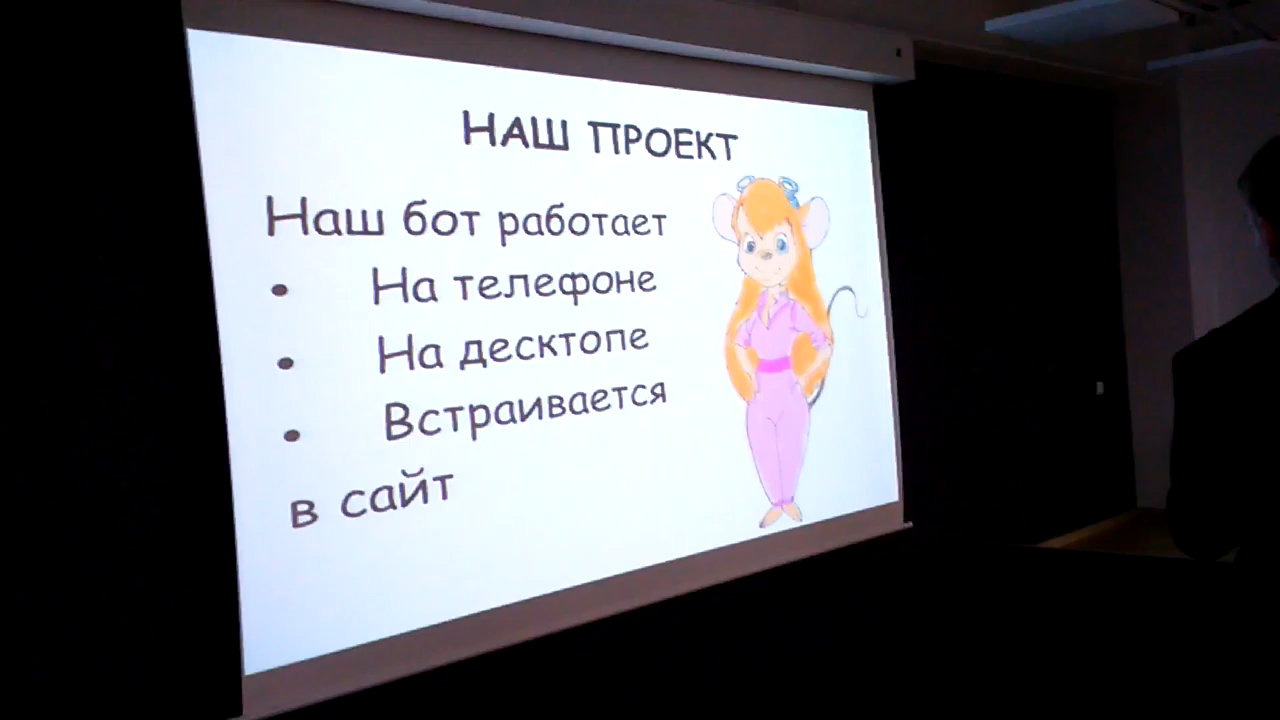 НАШ ПРОЕКТ
Наш бот работает
• На телефоне
• На десктопе
• Встраивается
в сайт